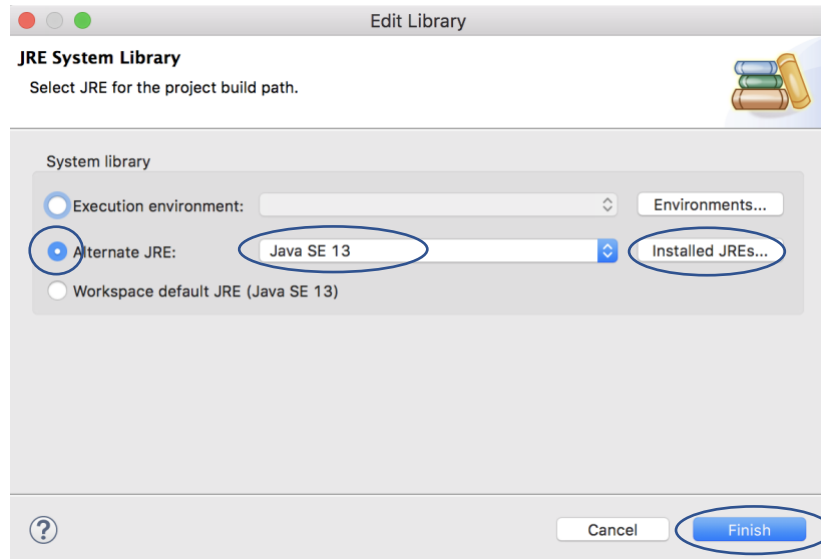 Edit Library
JRE System Library
Select JRE for the project build path.
System library
Execution environment: Environments...
Alternate JRE: Java SE 13 Installed JREs...
Workspace default JRE (Java SE 13)
? Cancel Finish